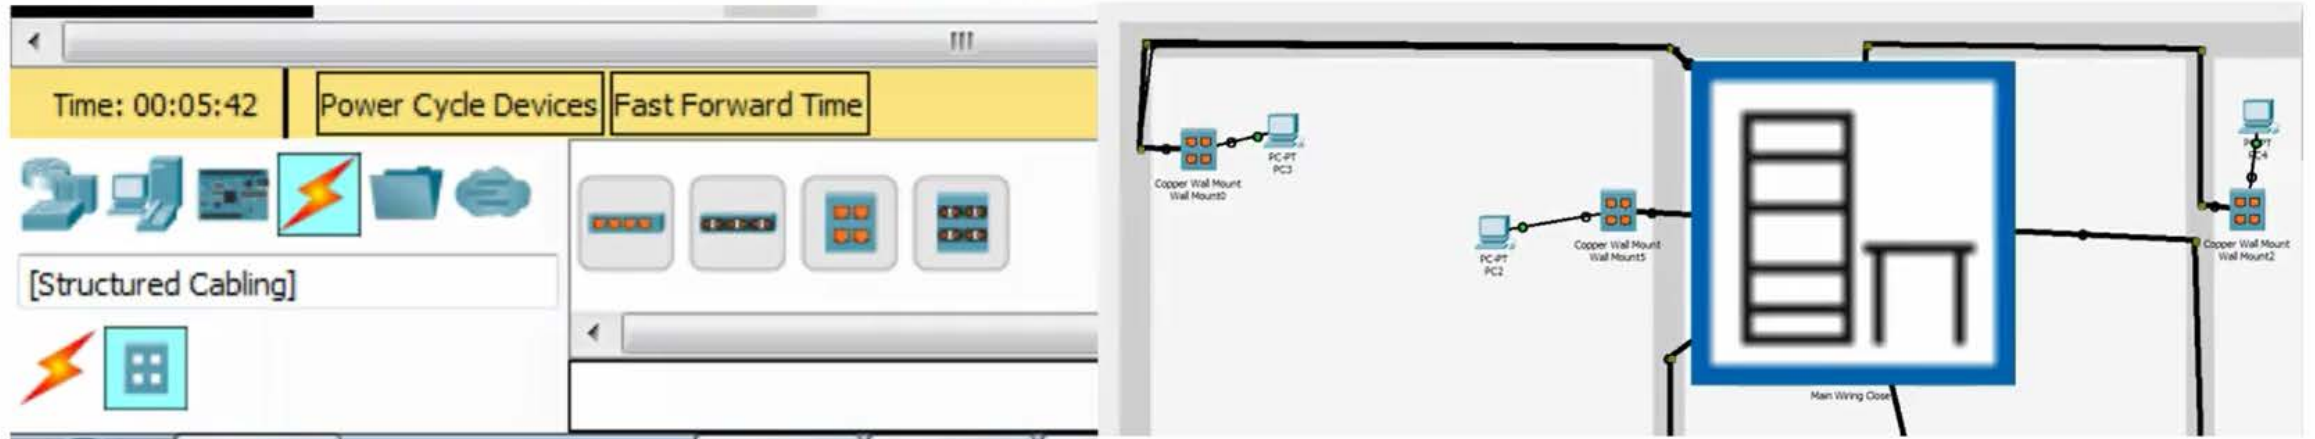 Time: 00:05:42
Power Cycle Devices
Fast Forward Time
[Structured Cabling]
PC-PT
PC3
Copper Wall Mount
Wall Mount0
PC-PT
PC2
Copper Wall Mount
Wall Mount5
Main Wiring Close
PC4
Copper Wall Mount
Wall Mount2